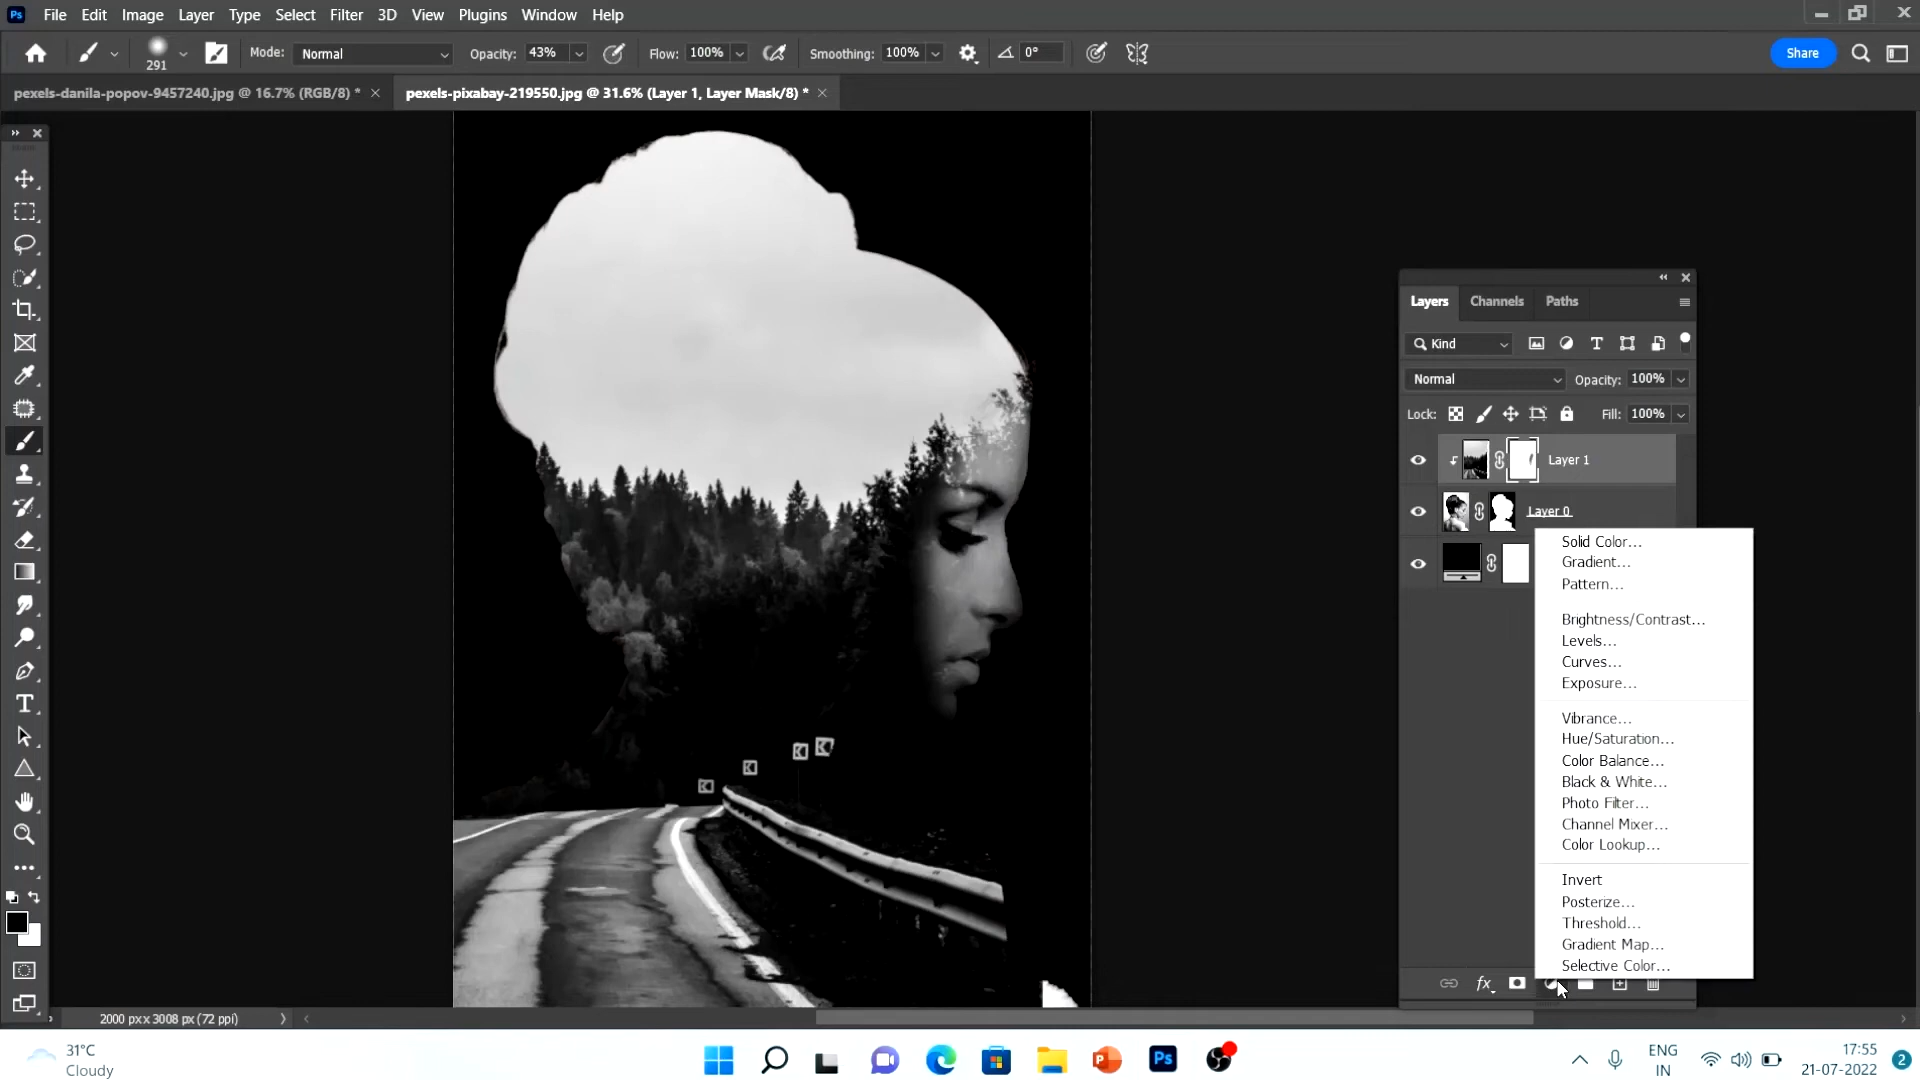 Ps File Edit Image Layer Type Select Filter 3D View Plugins Window Help
291 Mode: Normal Opacity: 43% Flow: 100% Smoothing: 100% 0° Share
pexels-danila-popov-9457240.jpg @ 16.7% (RGB/8) * pexels-pixabay-219550.jpg @ 31.6% (Layer 1, Layer Mask/8) *
Layers Channels Paths
Kind
Normal Opacity: 100%
Lock: Fill: 100%
Layer 1
Layer 0
Solid Color...
Gradient...
Pattern...
Brightness/Contrast...
Levels...
Curves...
Exposure...
Vibrance...
Hue/Saturation...
Color Balance...
Black & White...
Photo Filter...
Channel Mixer...
Color Lookup...
Invert
Posterize...
Threshold...
Gradient Map...
Selective Color...
fx
2000 px x 3008 px (72 ppi)
31°C
Cloudy
Ps
ENG
IN
17:55
21-07-2022
2